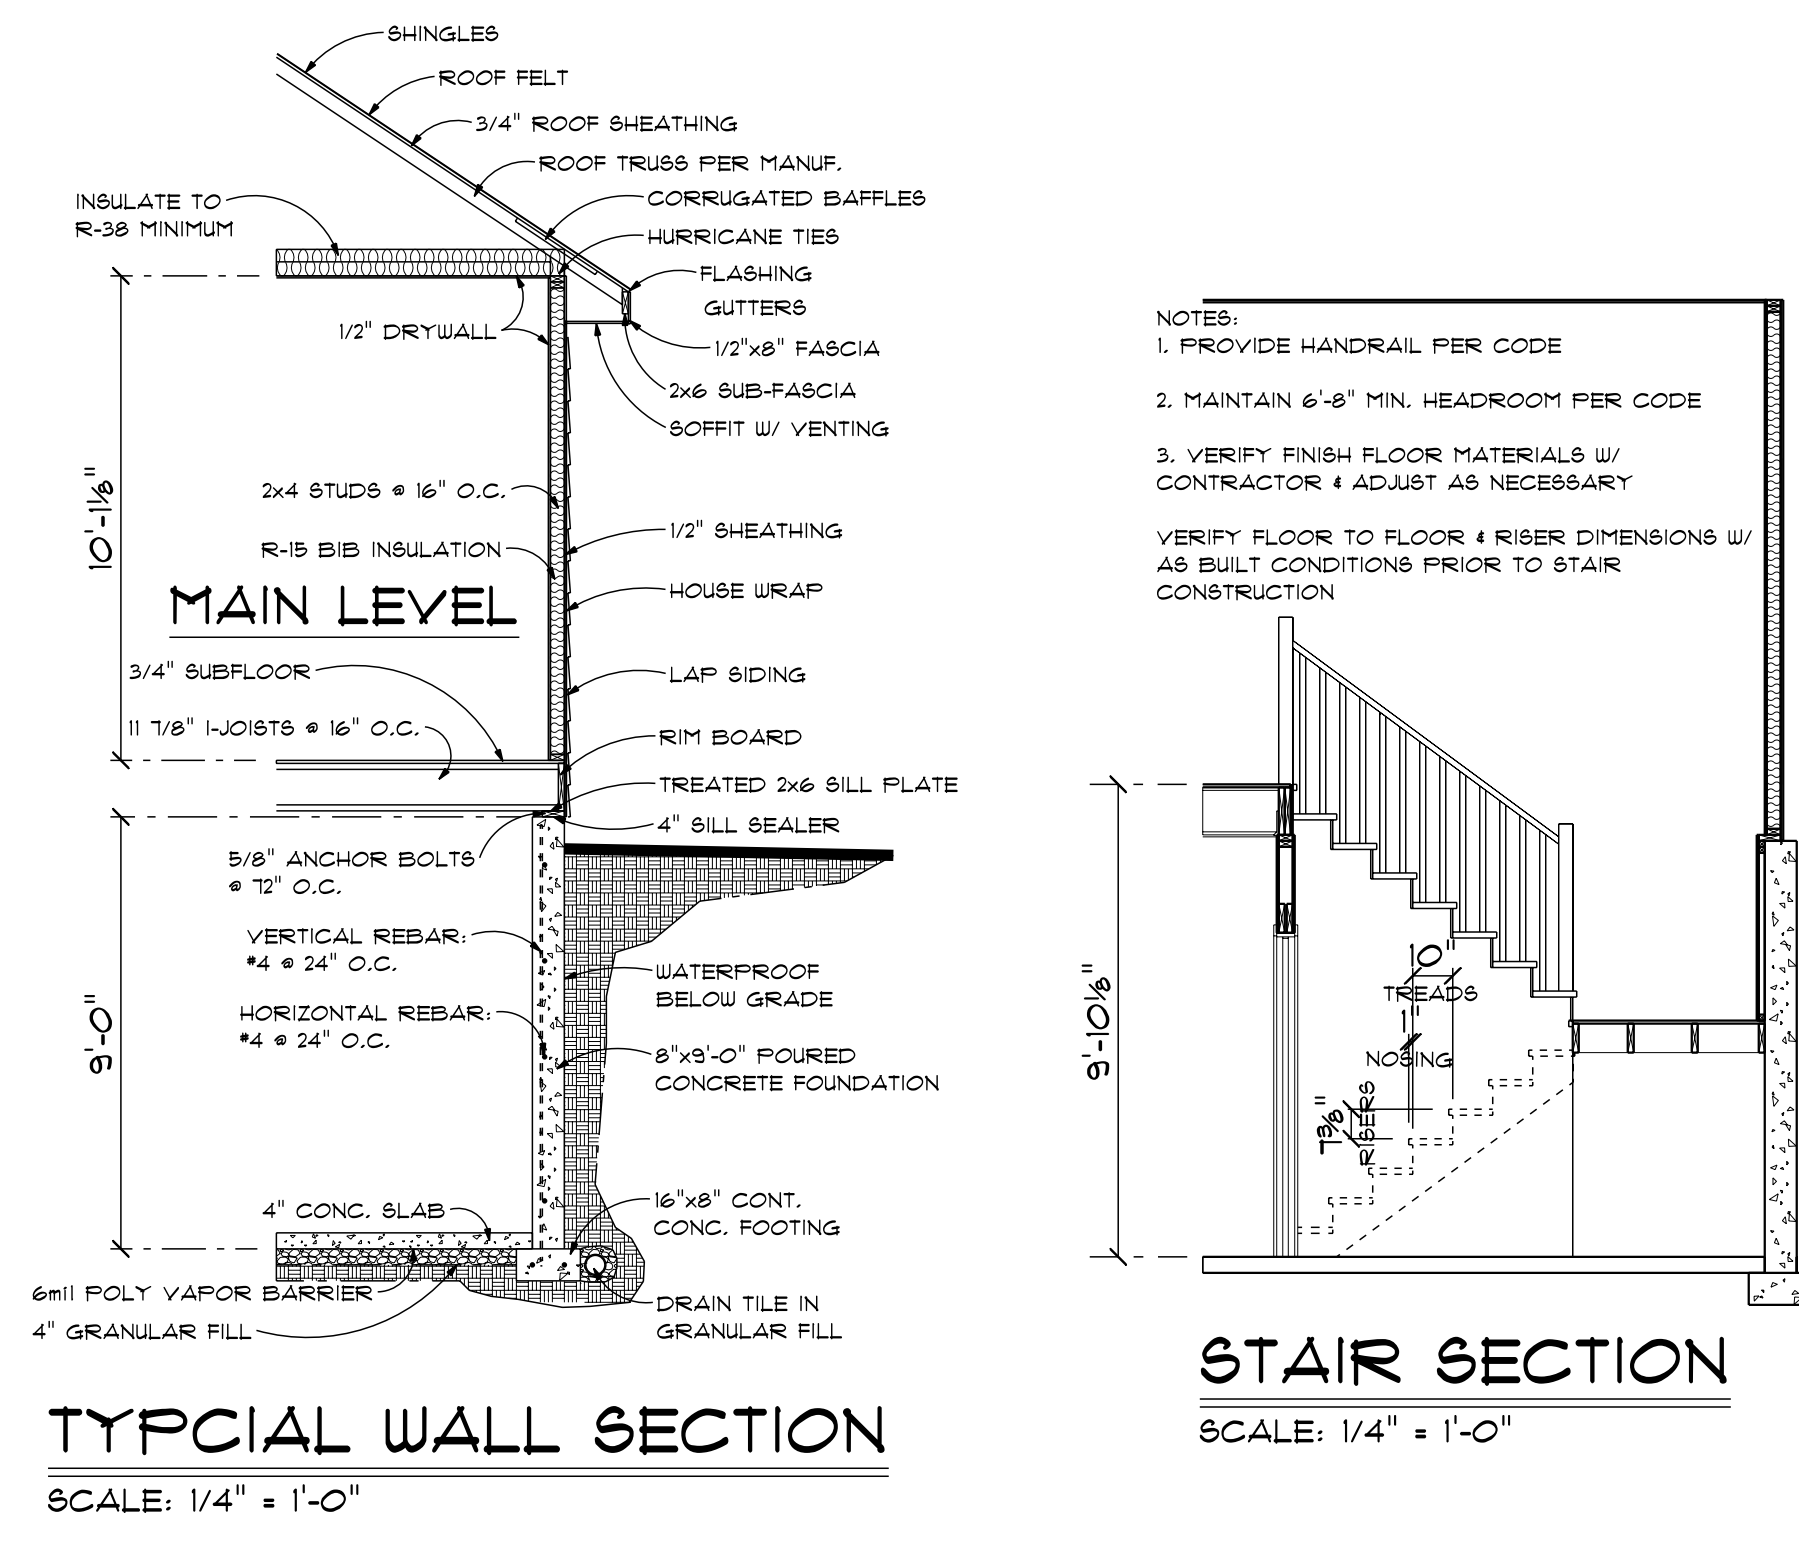 SHINGLES
ROOF FELT
3/4" ROOF SHEATHING
ROOF TRUSS PER MANUF.
CORRUGATED BAFFLES
INSULATE TO
R-38 MINIMUM
HURRICANE TIES
FLASHING
GUTTERS
1/2" DRYWALL
1/2"x8" FASCIA
2x6 SUB-FASCIA
SOFFIT W/ VENTING
10'-1⅛"
2x4 STUDS @ 16" O.C.
1/2" SHEATHING
R-15 BIB INSULATION
HOUSE WRAP
MAIN LEVEL
3/4" SUBFLOOR
LAP SIDING
11 7/8" I-JOISTS @ 16" O.C.
RIM BOARD
TREATED 2x6 SILL PLATE
4" SILL SEALER
5/8" ANCHOR BOLTS
@ 72" O.C.
VERTICAL REBAR:
#4 @ 24" O.C.
WATERPROOF
BELOW GRADE
HORIZONTAL REBAR:
#4 @ 24" O.C.
9'-0"
8"x9'-0" POURED
CONCRETE FOUNDATION
4" CONC. SLAB
16"x8" CONT.
CONC. FOOTING
6mil POLY VAPOR BARRIER
4" GRANULAR FILL
DRAIN TILE IN
GRANULAR FILL
TYPCIAL WALL SECTION
SCALE: 1/4" = 1'-0"
NOTES:
1. PROVIDE HANDRAIL PER CODE
2. MAINTAIN 6'-8" MIN. HEADROOM PER CODE
3. VERIFY FINISH FLOOR MATERIALS W/
CONTRACTOR & ADJUST AS NECESSARY
VERIFY FLOOR TO FLOOR & RISER DIMENSIONS W/
AS BUILT CONDITIONS PRIOR TO STAIR
CONSTRUCTION
10"
TREADS
1"
NOSING
7⅜"
RISERS
9'-10⅛"
STAIR SECTION
SCALE: 1/4" = 1'-0"